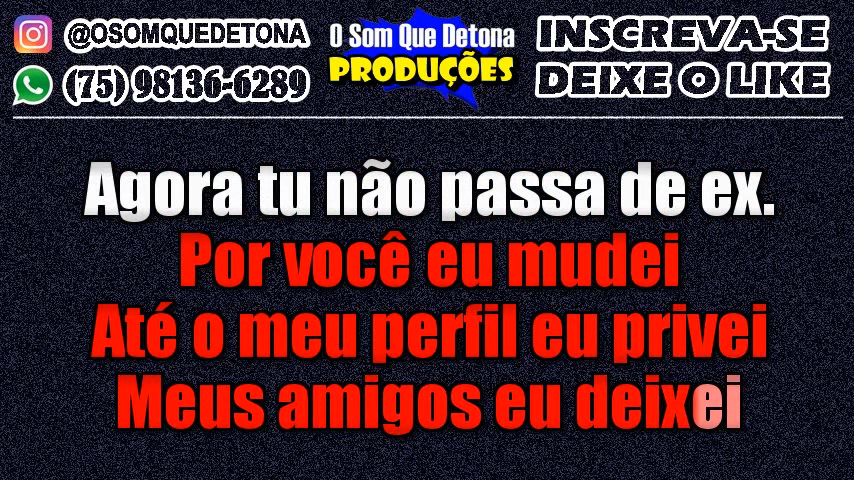 @OSOMQUEDETONA
(75) 98136-6289
O Som Que Detona
PRODUÇÕES
INSCREVA-SE
DEIXE O LIKE
Agora tu não passa de ex.
Por você eu mudei
Até o meu perfil eu privei
Meus amigos eu deixei